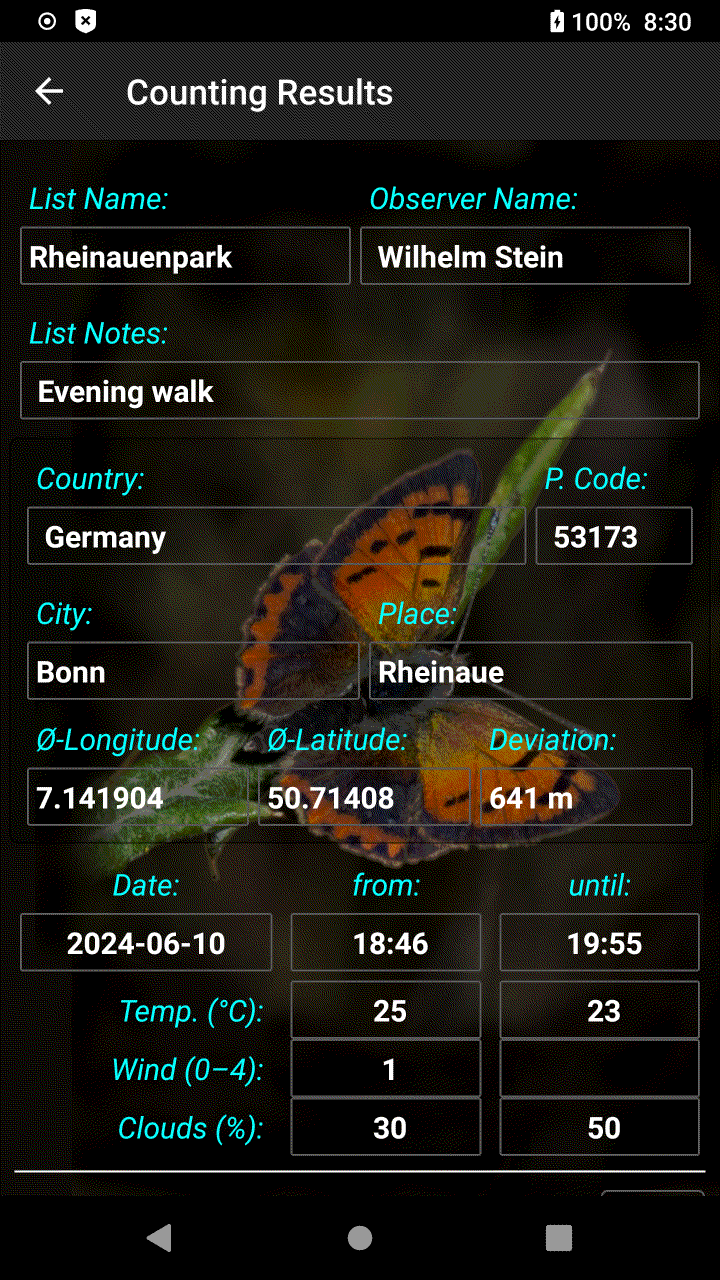 100% 8:30
Counting Results
List Name: Observer Name:
Rheinauenpark Wilhelm Stein
List Notes:
Evening walk
Country: P. Code:
Germany 53173
City: Place:
Bonn Rheinaue
Ø-Longitude: Ø-Latitude: Deviation:
7.141904 50.71408 641 m
Date: from: until:
2024-06-10 18:46 19:55
Temp. (°C): 25 23
Wind (0–4): 1
Clouds (%): 30 50